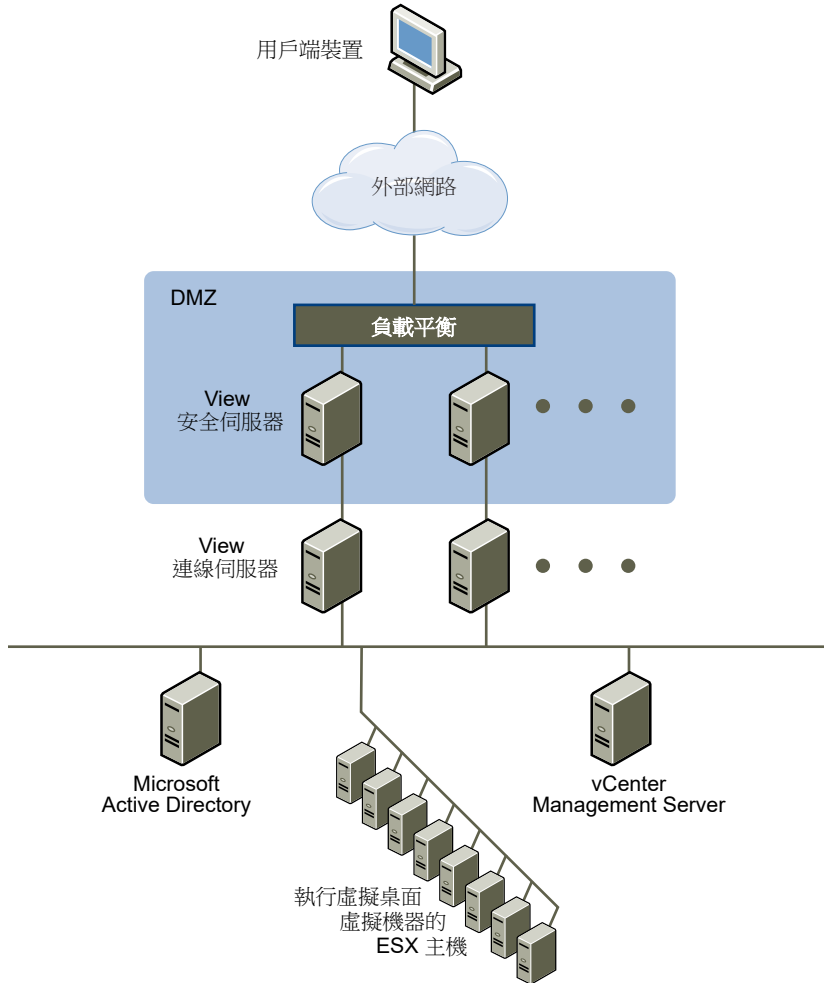 用戶端裝置
外部網路
DMZ
負載平衡
View
安全伺服器
View
連線伺服器
Microsoft
Active Directory
vCenter
Management Server
執行虛擬桌面
虛擬機器的
ESX 主機